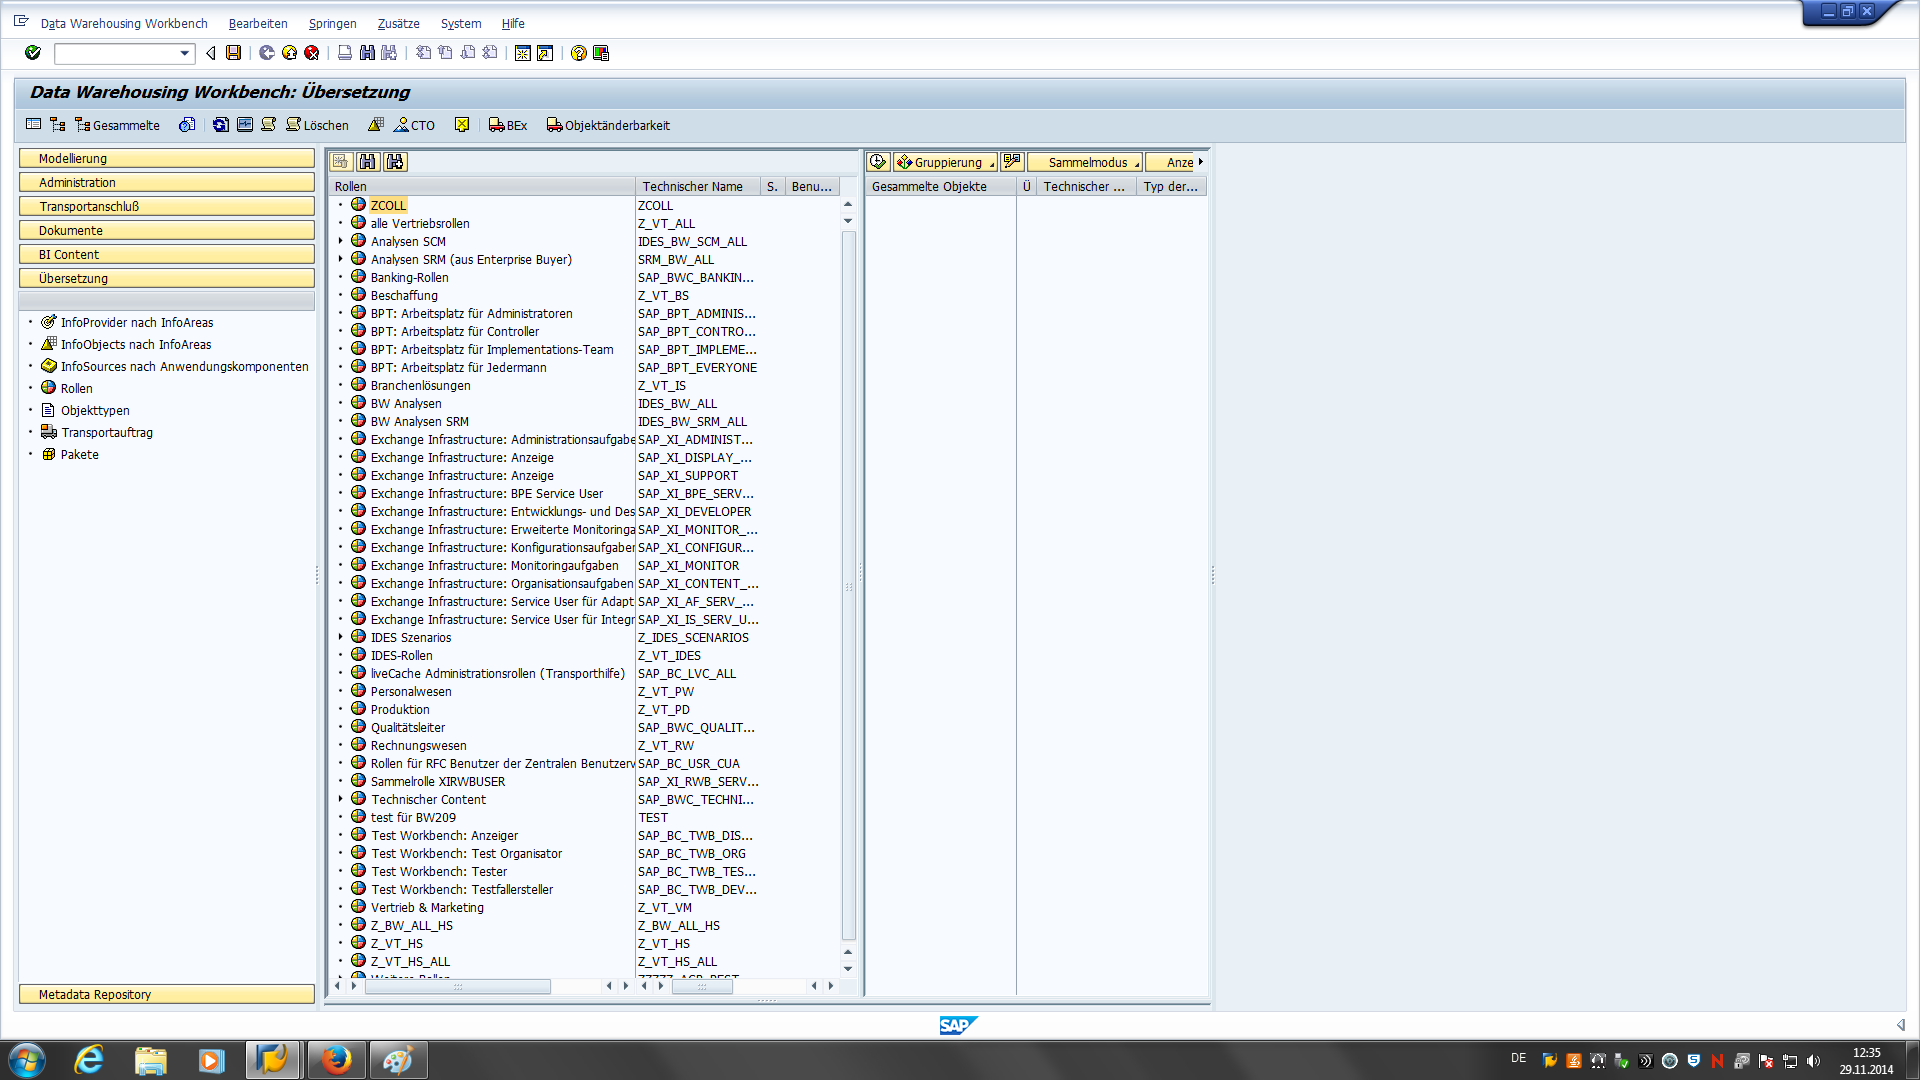 Data Warehousing Workbench Bearbeiten Springen Zusätze System Hilfe
Data Warehousing Workbench: Übersetzung
Gesammelte Löschen CTO BEx Objektänderbarkeit
Modellierung
Administration
Transportanschluß
Dokumente
BI Content
Übersetzung
InfoProvider nach InfoAreas
InfoObjects nach InfoAreas
InfoSources nach Anwendungskomponenten
Rollen
Objekttypen
Transportauftrag
Pakete
Metadata Repository
Rollen Technischer Name S. Benu...
ZCOLL ZCOLL
alle Vertriebsrollen Z_VT_ALL
Analysen SCM IDES_BW_SCM_ALL
Analysen SRM (aus Enterprise Buyer) SRM_BW_ALL
Banking-Rollen SAP_BWC_BANKIN...
Beschaffung Z_VT_BS
BPT: Arbeitsplatz für Administratoren SAP_BPT_ADMINIS...
BPT: Arbeitsplatz für Controller SAP_BPT_CONTRO...
BPT: Arbeitsplatz für Implementations-Team SAP_BPT_IMPLEME...
BPT: Arbeitsplatz für Jedermann SAP_BPT_EVERYONE
Branchenlösungen Z_VT_IS
BW Analysen IDES_BW_ALL
BW Analysen SRM IDES_BW_SRM_ALL
Exchange Infrastructure: Administrationsaufgabe SAP_XI_ADMINIST...
Exchange Infrastructure: Anzeige SAP_XI_DISPLAY_...
Exchange Infrastructure: Anzeige SAP_XI_SUPPORT
Exchange Infrastructure: BPE Service User SAP_XI_BPE_SERV...
Exchange Infrastructure: Entwicklungs- und Des SAP_XI_DEVELOPER
Exchange Infrastructure: Erweiterte Monitoringa SAP_XI_MONITOR_...
Exchange Infrastructure: Konfigurationsaufgaben SAP_XI_CONFIGUR...
Exchange Infrastructure: Monitoringaufgaben SAP_XI_MONITOR
Exchange Infrastructure: Organisationsaufgaben SAP_XI_CONTENT_...
Exchange Infrastructure: Service User für Adapt SAP_XI_AF_SERV_...
Exchange Infrastructure: Service User für Integr SAP_XI_IS_SERV_U...
IDES Szenarios Z_IDES_SCENARIOS
IDES-Rollen Z_VT_IDES
liveCache Administrationsrollen (Transporthilfe) SAP_BC_LVC_ALL
Personalwesen Z_VT_PW
Produktion Z_VT_PD
Qualitätsleiter SAP_BWC_QUALIT...
Rechnungswesen Z_VT_RW
Rollen für RFC Benutzer der Zentralen Benutzerv SAP_BC_USR_CUA
Sammelrolle XIRWBUSER SAP_XI_RWB_SERV...
Technischer Content SAP_BWC_TECHNI...
test für BW209 TEST
Test Workbench: Anzeiger SAP_BC_TWB_DIS...
Test Workbench: Test Organisator SAP_BC_TWB_ORG
Test Workbench: Tester SAP_BC_TWB_TES...
Test Workbench: Testfallersteller SAP_BC_TWB_DEV...
Vertrieb & Marketing Z_VT_VM
Z_BW_ALL_HS Z_BW_ALL_HS
Z_VT_HS Z_VT_HS
Z_VT_HS_ALL Z_VT_HS_ALL
Gruppierung Sammelmodus Anze
Gesammelte Objekte Ü Technischer ... Typ der...
SAP
DE
12:35
29.11.2014